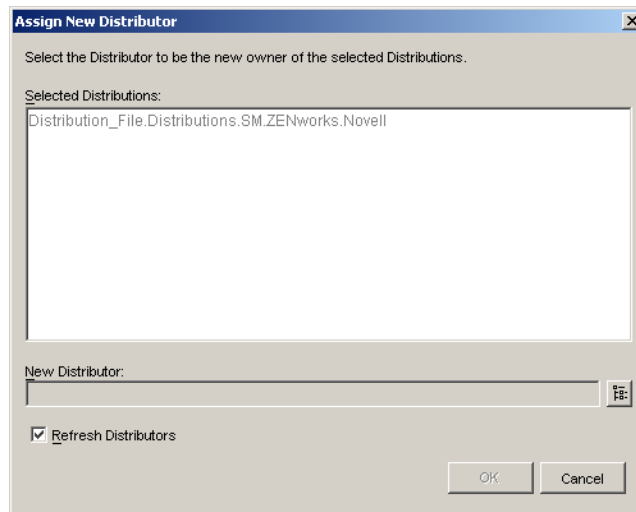 Assign New Distributor
Select the Distributor to be the new owner of the selected Distributions.
Selected Distributions:
Distribution_File.Distributions.SM.ZENworks.Novell
New Distributor:
Refresh Distributors
OK Cancel